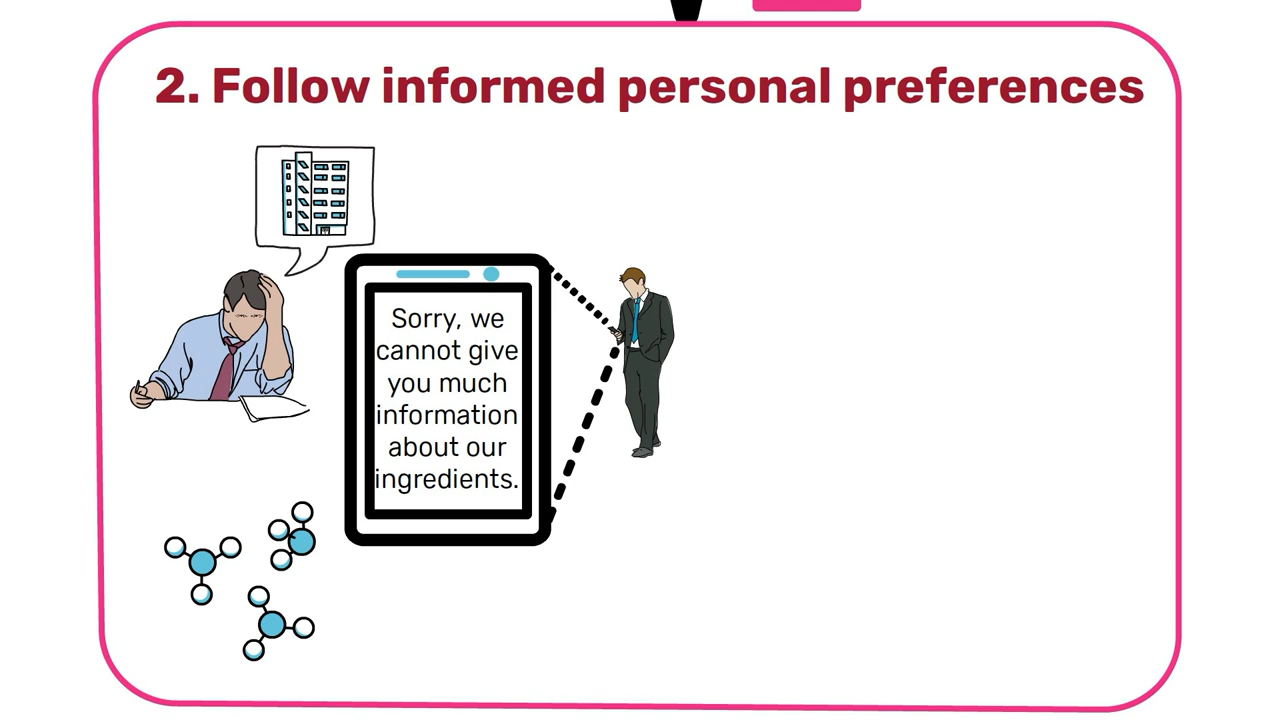 2. Follow informed personal preferences
Sorry, we
cannot give
you much
information
about our
ingredients.